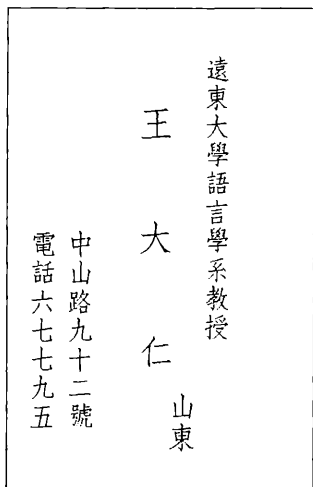 遠東大學語言學系教授
王大仁
山東
中山路九十二號
電話六七七九五